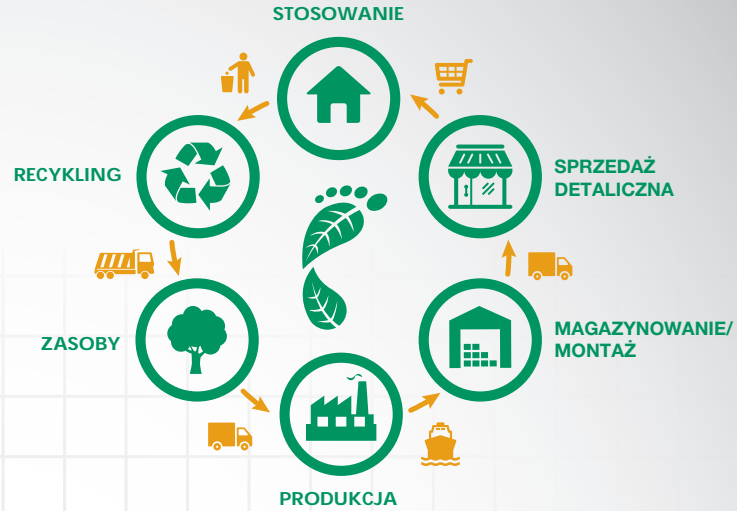 STOSOWANIE
RECYKLING
SPRZEDAŻ
DETALICZNA
ZASOBY
MAGAZYNOWANIE/
MONTAŻ
PRODUKCJA